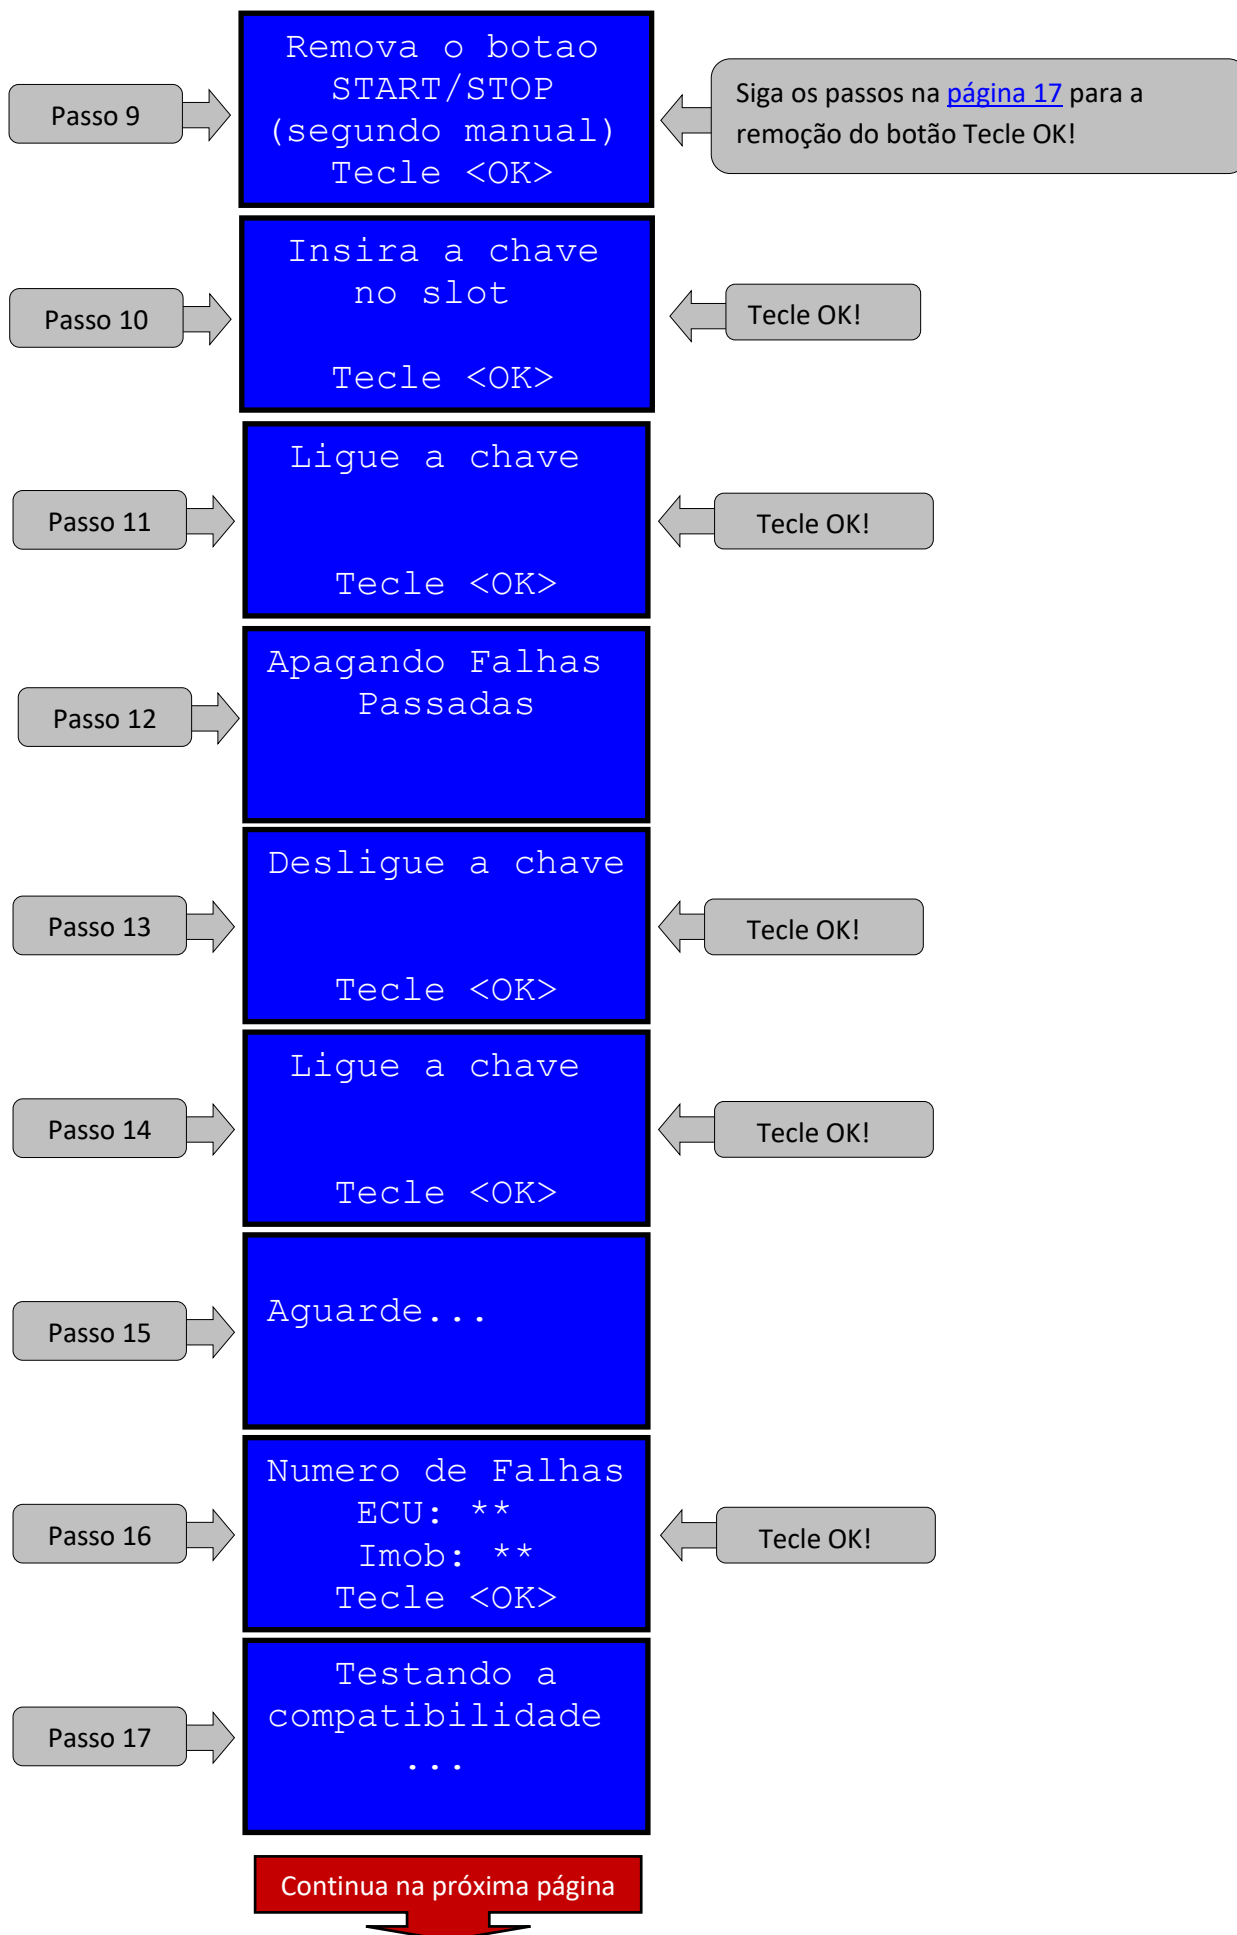 Passo 9
Remova o botao
START/STOP
(segundo manual)
Tecle <OK>
Siga os passos na página 17 para a
remoção do botão Tecle OK!
Passo 10
Insira a chave
no slot
Tecle <OK>
Tecle OK!
Passo 11
Ligue a chave
Tecle <OK>
Tecle OK!
Passo 12
Apagando Falhas
Passadas
Passo 13
Desligue a chave
Tecle <OK>
Tecle OK!
Passo 14
Ligue a chave
Tecle <OK>
Tecle OK!
Passo 15
Aguarde...
Passo 16
Numero de Falhas
ECU: **
Imob: **
Tecle <OK>
Tecle OK!
Passo 17
Testando a
compatibilidade
...
Continua na próxima página